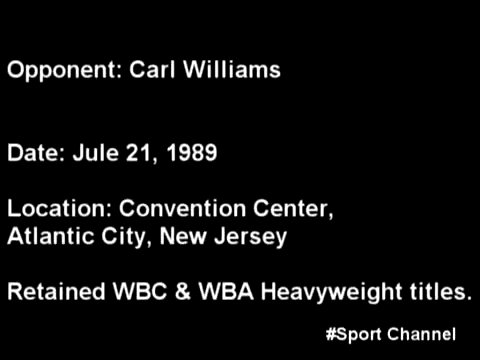 Opponent: Carl Williams
Date: Jule 21, 1989
Location: Convention Center,
Atlantic City, New Jersey
Retained WBC & WBA Heavyweight titles.
#Sport Channel